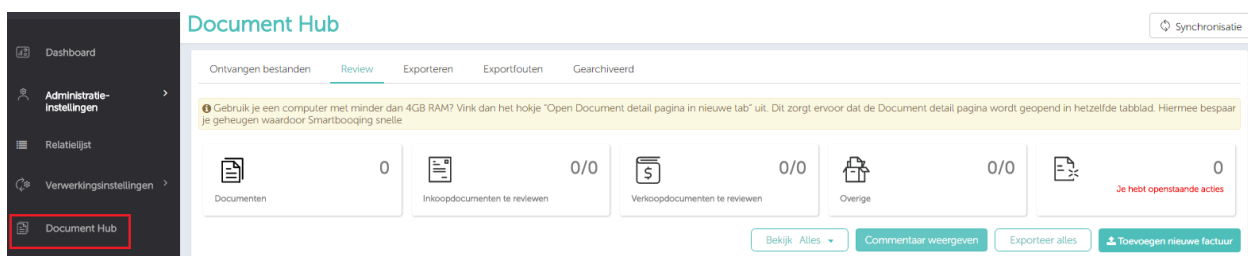 Document Hub
Synchronisatie
Dashboard
Administratie-
instellingen
Relatielijst
Verwerkingsinstellingen
Document Hub
Ontvangen bestanden Review Exporteren Exportfouten Gearchiveerd
Gebruik je een computer met minder dan 4GB RAM? Vink dan het hokje "Open Document detail pagina in nieuwe tab" uit. Dit zorgt ervoor dat de Document detail pagina wordt geopend in hetzelfde tabblad. Hiermee bespaar
je geheugen waardoor Smartbooqing snelle
0
Documenten
0/0
Inkoopdocumenten te reviewen
0/0
Verkoopdocumenten te reviewen
0/0
Overige
0
Je hebt openstaande acties
Bekijk Alles Commentaar weergeven Exporteer alles Toevoegen nieuwe factuur